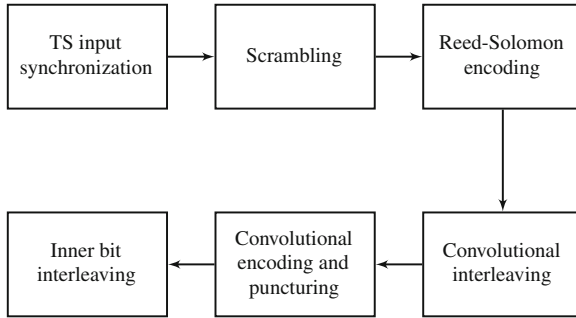 TS input
synchronization
Scrambling
Reed-Solomon
encoding
Inner bit
interleaving
Convolutional
encoding and
puncturing
Convolutional
interleaving